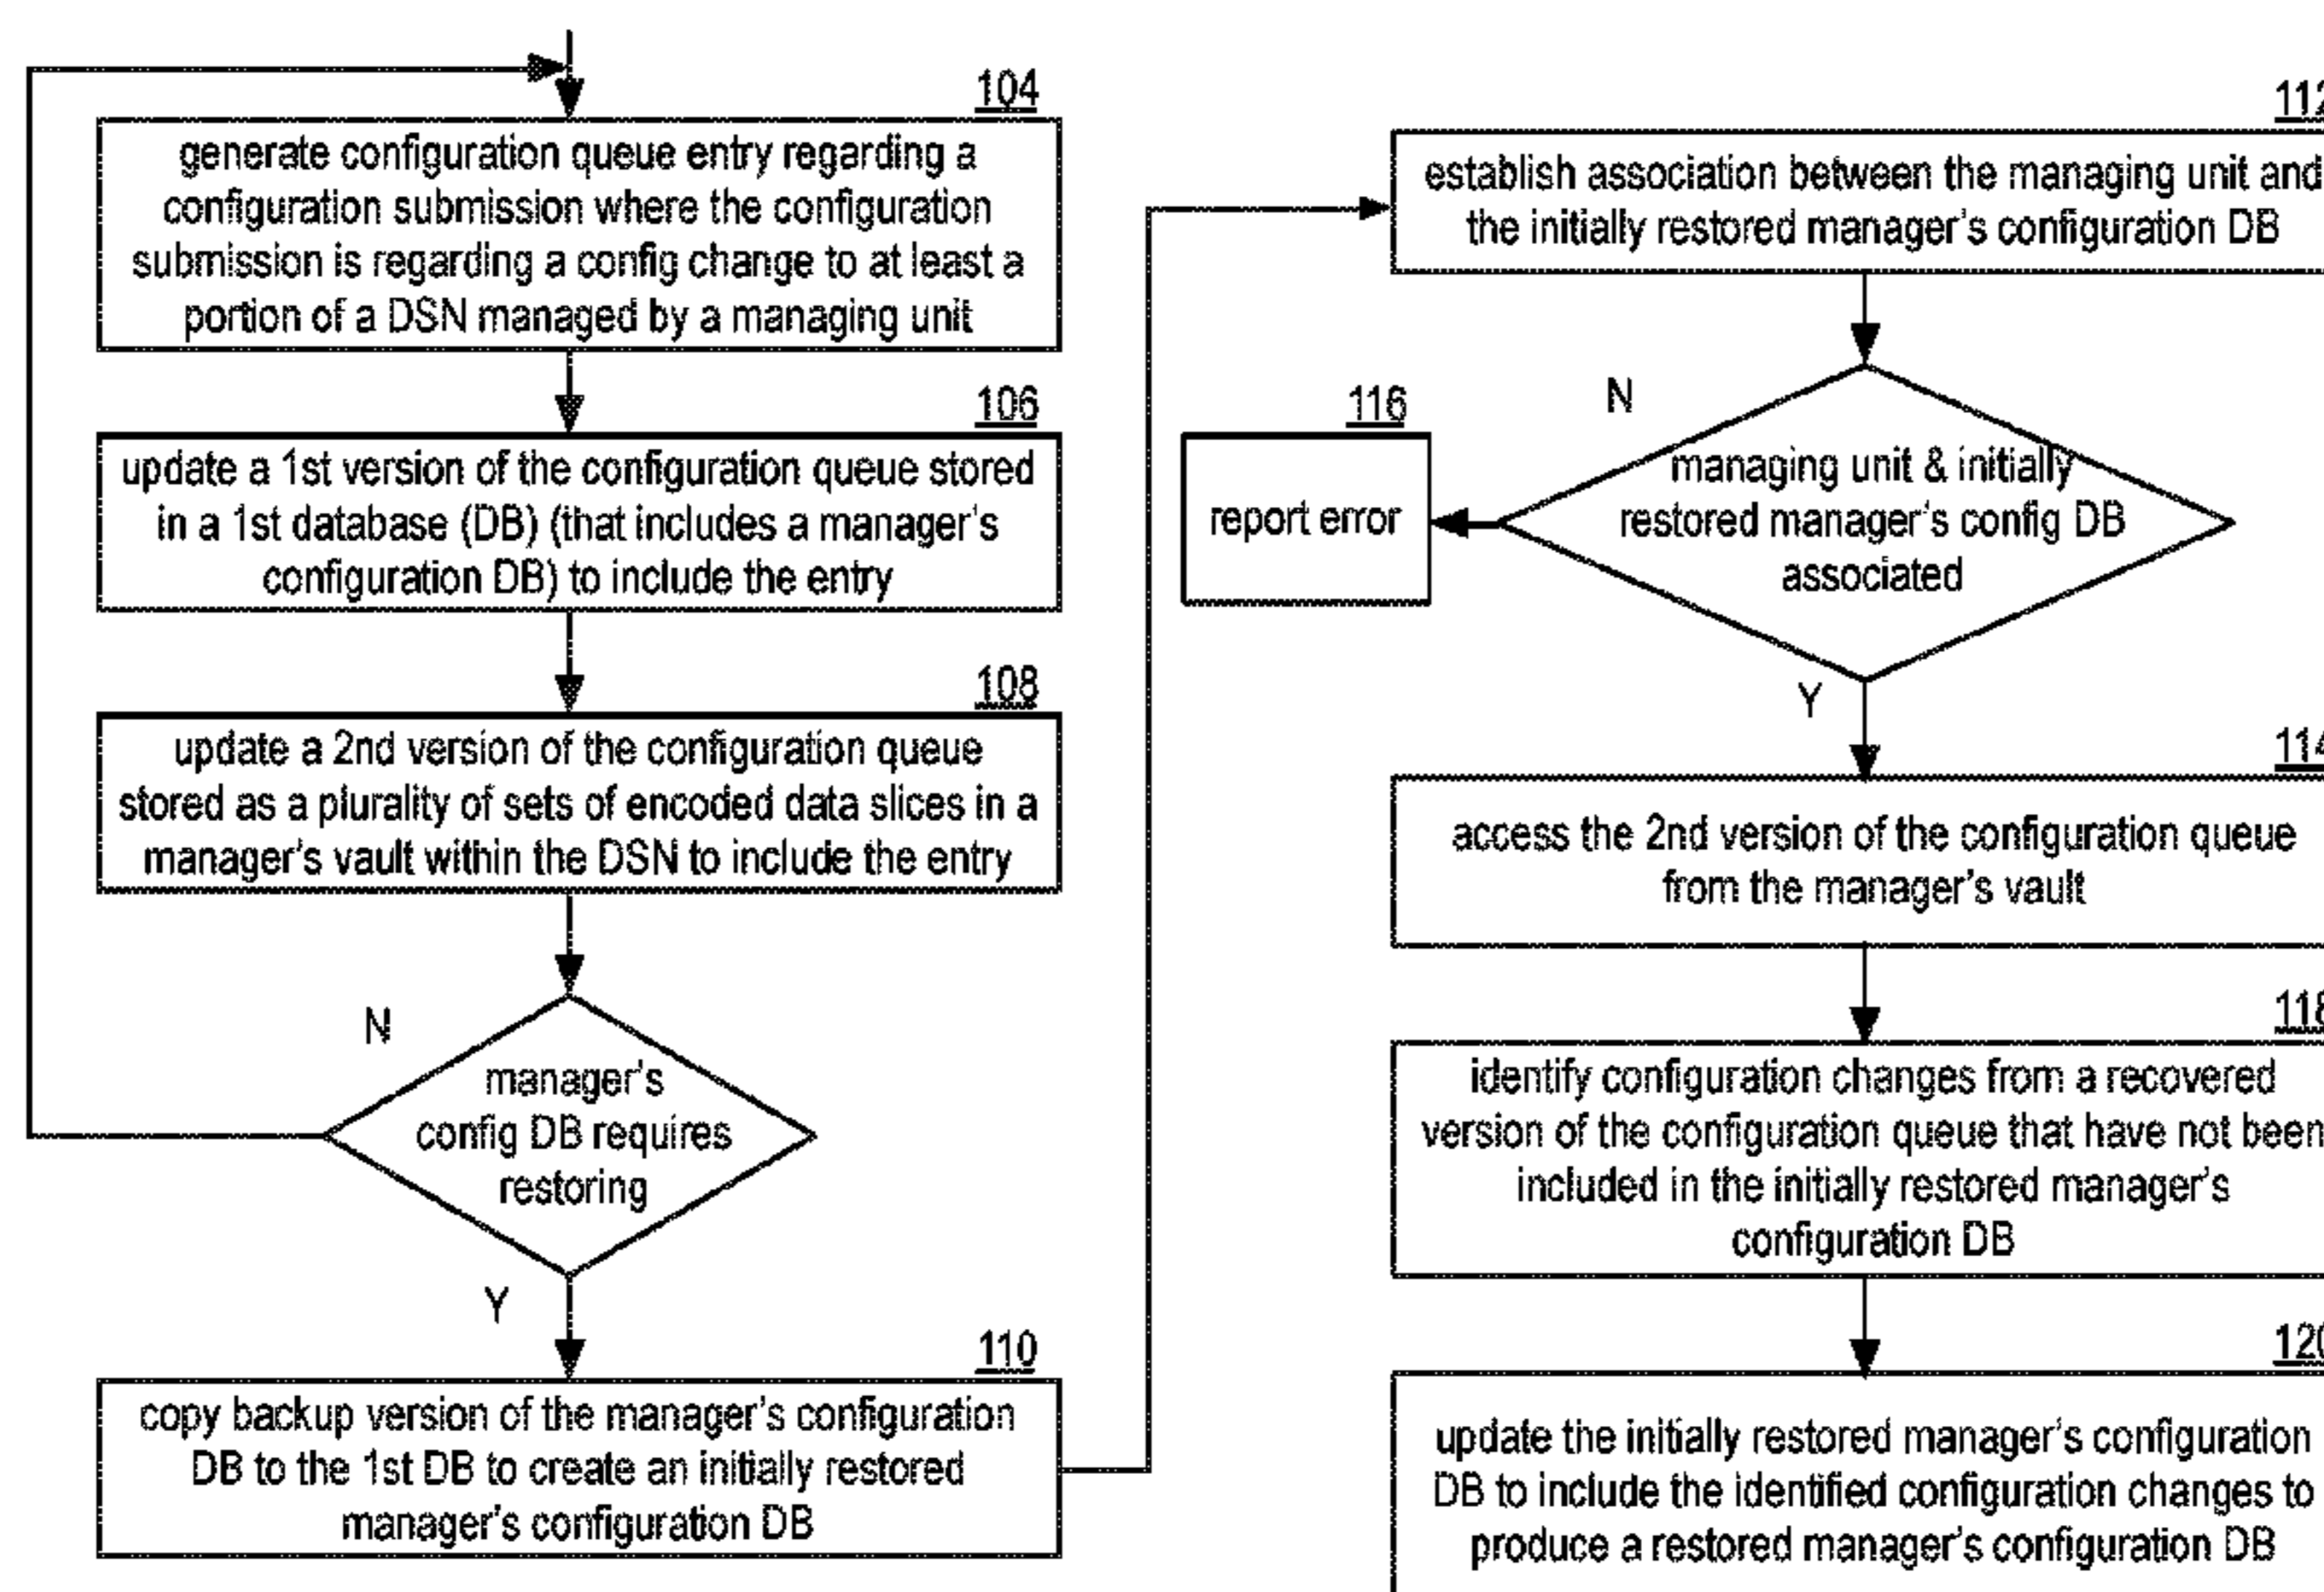 104
generate configuration queue entry regarding a
configuration submission where the configuration
submission is regarding a config change to at least a
portion of a DSN managed by a managing unit
106
update a 1st version of the configuration queue stored
in a 1st database (DB) (that includes a manager's
configuration DB) to include the entry
108
update a 2nd version of the configuration queue
stored as a plurality of sets of encoded data slices in a
manager's vault within the DSN to include the entry
N
manager's
config DB requires
restoring
Y
110
copy backup version of the manager's configuration
DB to the 1st DB to create an initially restored
manager's configuration DB
112
establish association between the managing unit and
the initially restored manager's configuration DB
N
managing unit & initially
restored manager's config DB
associated
116
report error
Y
114
access the 2nd version of the configuration queue
from the manager's vault
118
identify configuration changes from a recovered
version of the configuration queue that have not been
included in the initially restored manager's
configuration DB
120
update the initially restored manager's configuration
DB to include the identified configuration changes to
produce a restored manager's configuration DB